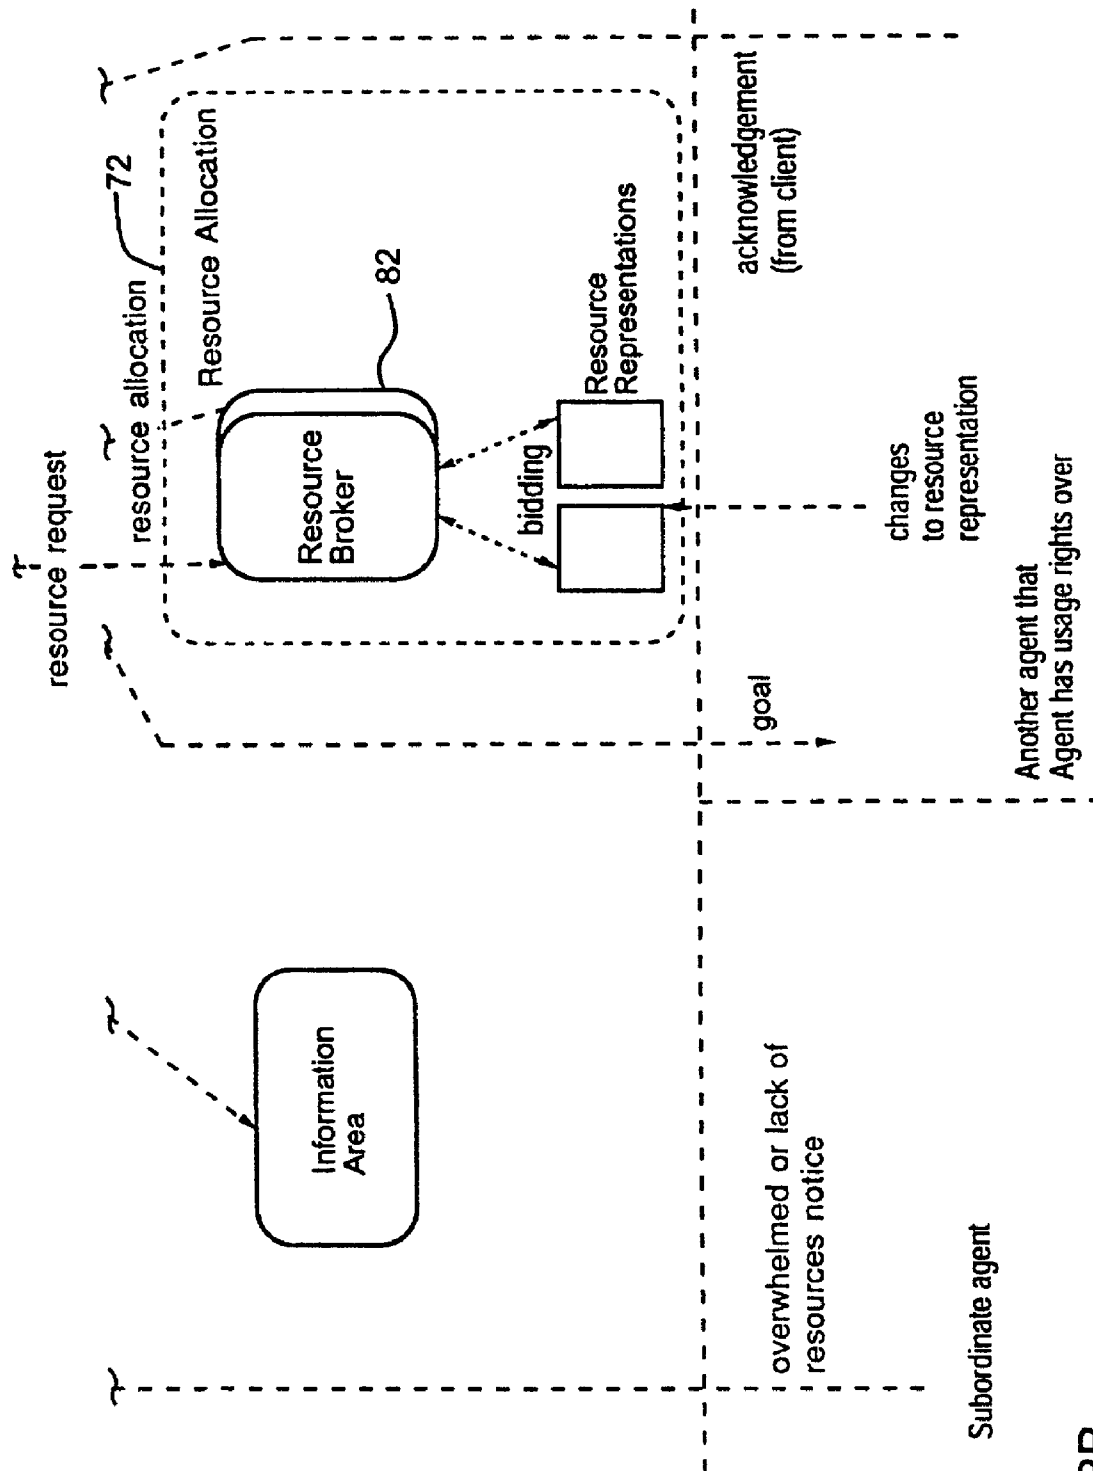 resource request
resource allocation
72
Resource Allocation
82
Resource
Broker
bidding
Resource
Representations
Information
Area
goal
acknowledgement
(from client)
changes
to resource
representation
overwhelmed or lack of
resources notice
Another agent that
Agent has usage rights over
Subordinate agent